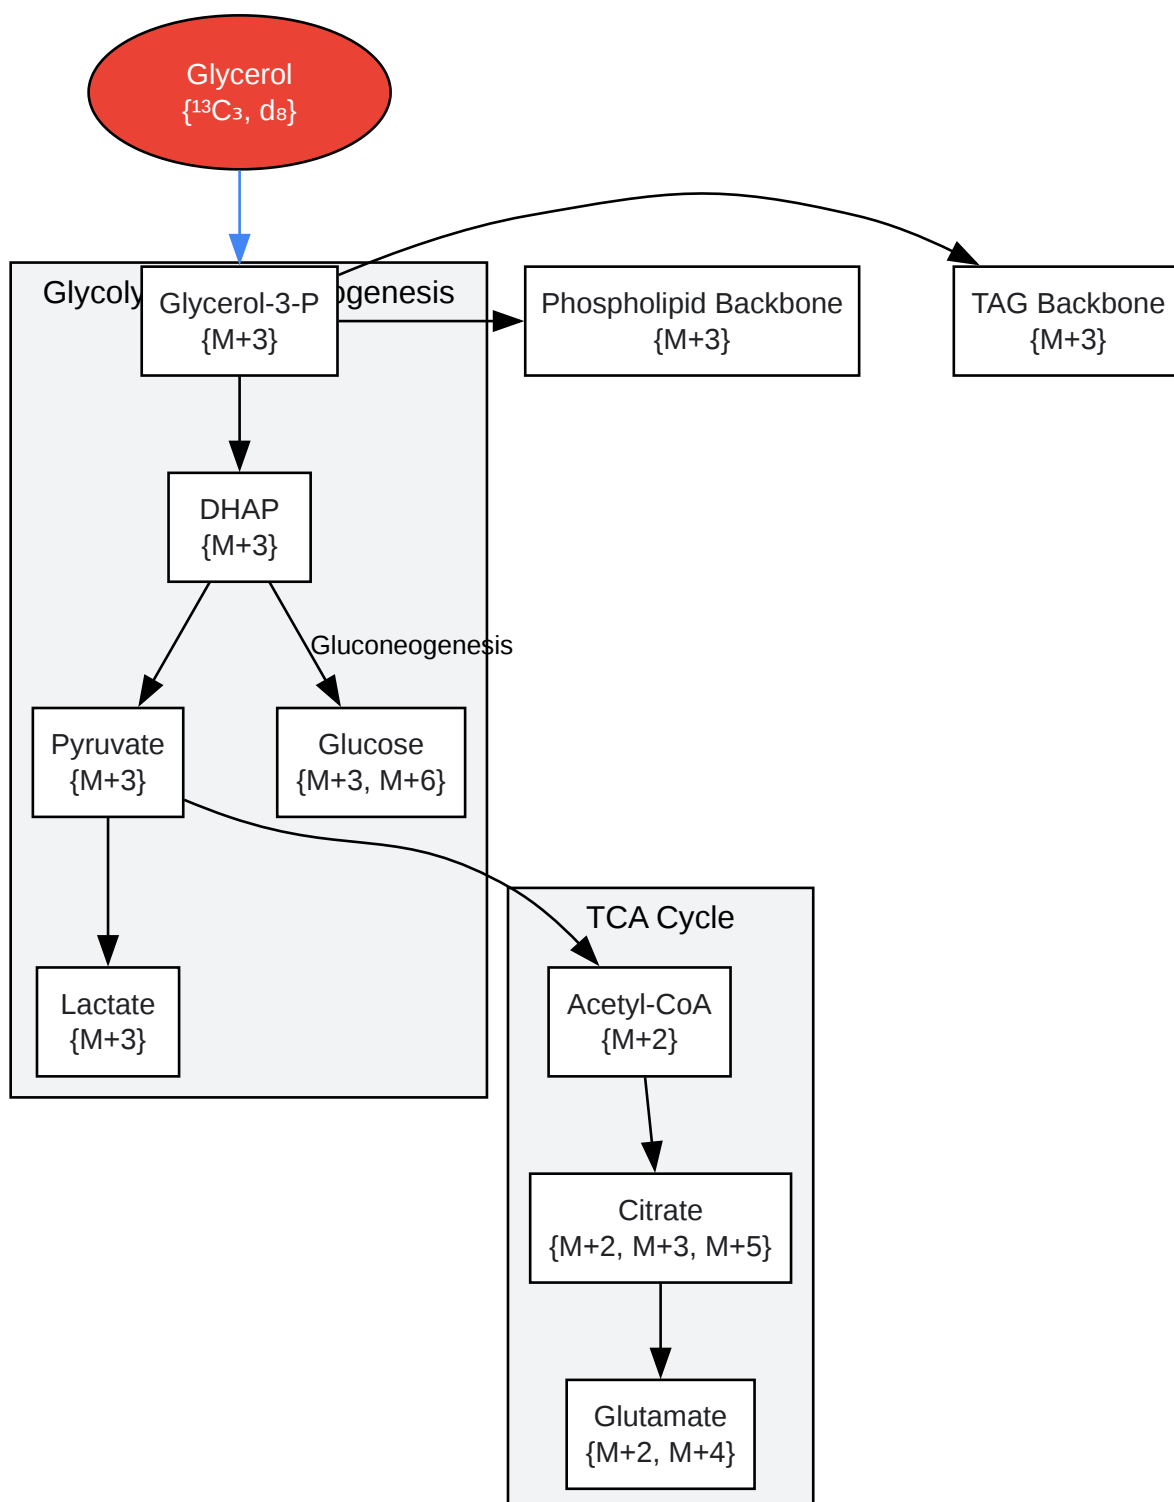 Glycerol
{¹³C₃, d₈}
Glycoly
ogenesis
Glycerol-3-P
{M+3}
Phospholipid Backbone
{M+3}
TAG Backbone
{M+3}
DHAP
{M+3}
Gluconeogenesis
Pyruvate
{M+3}
Glucose
{M+3, M+6}
TCA Cycle
Lactate
{M+3}
Acetyl-CoA
{M+2}
Citrate
{M+2, M+3, M+5}
Glutamate
{M+2, M+4}